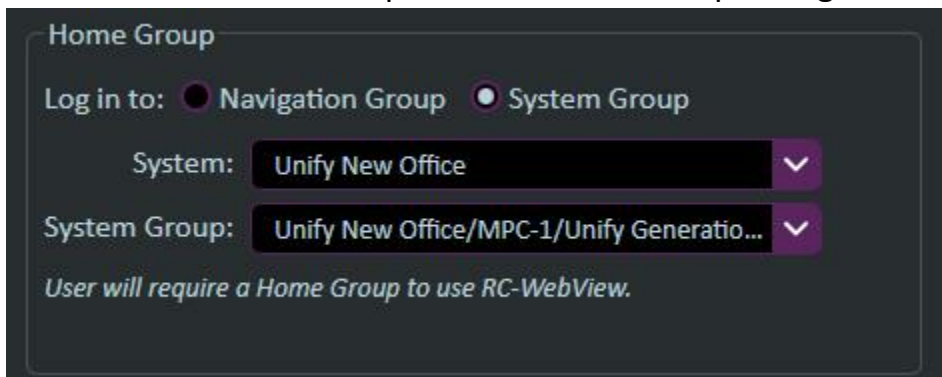 Home Group
Log in to: Navigation Group System Group
System: Unify New Office
System Group: Unify New Office/MPC-1/Unify Generatio...
User will require a Home Group to use RC-WebView.